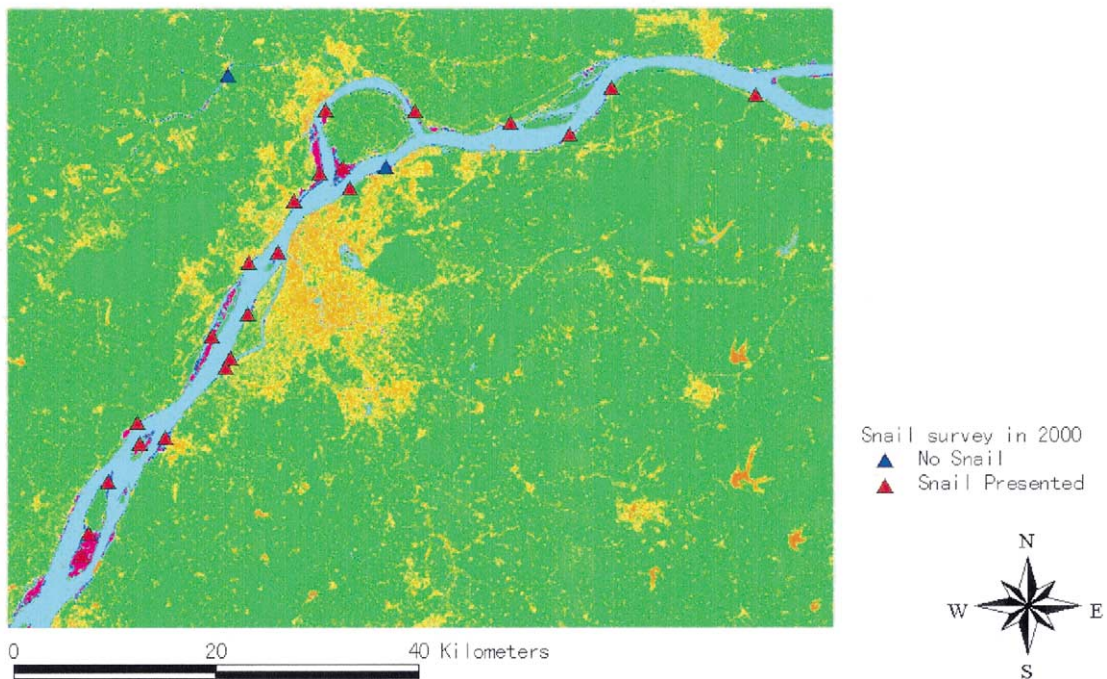 Snail survey in 2000
No Snail
Snail Presented
N
W E
S
0 20 40 Kilometers